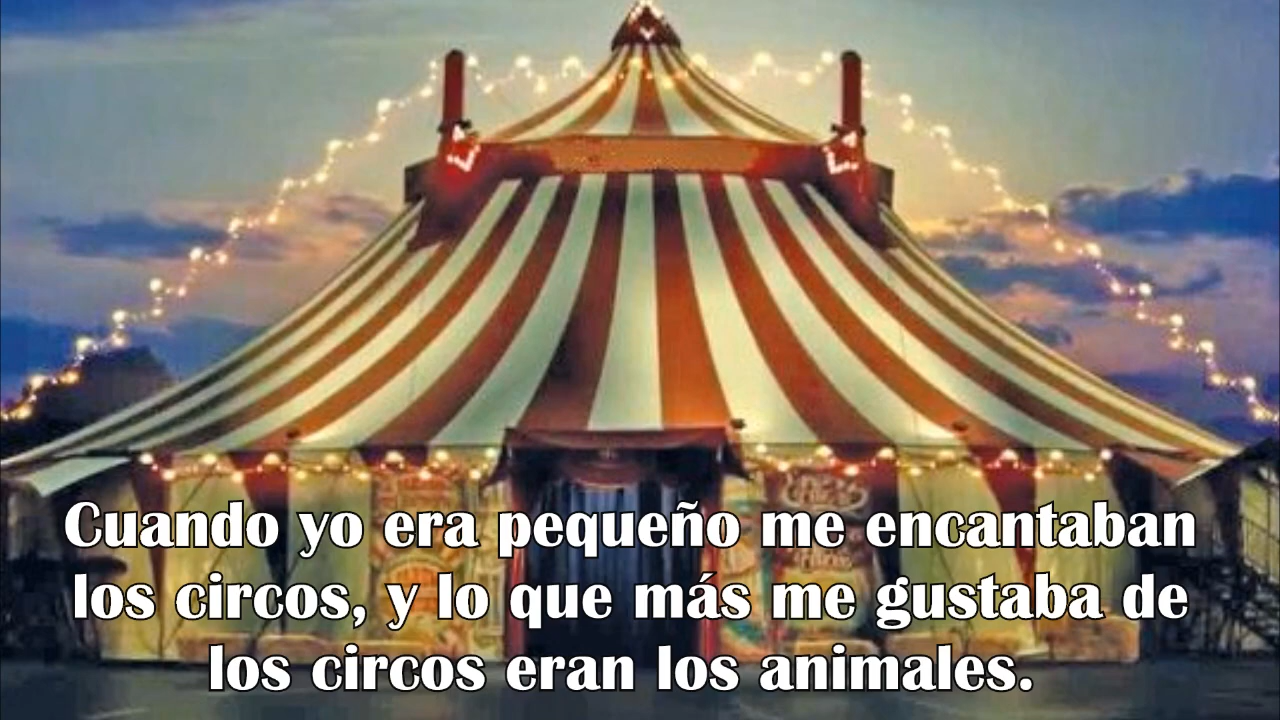 Cuando yo era pequeño me encantaban
los circos, y lo que más me gustaba de
los circos eran los animales.